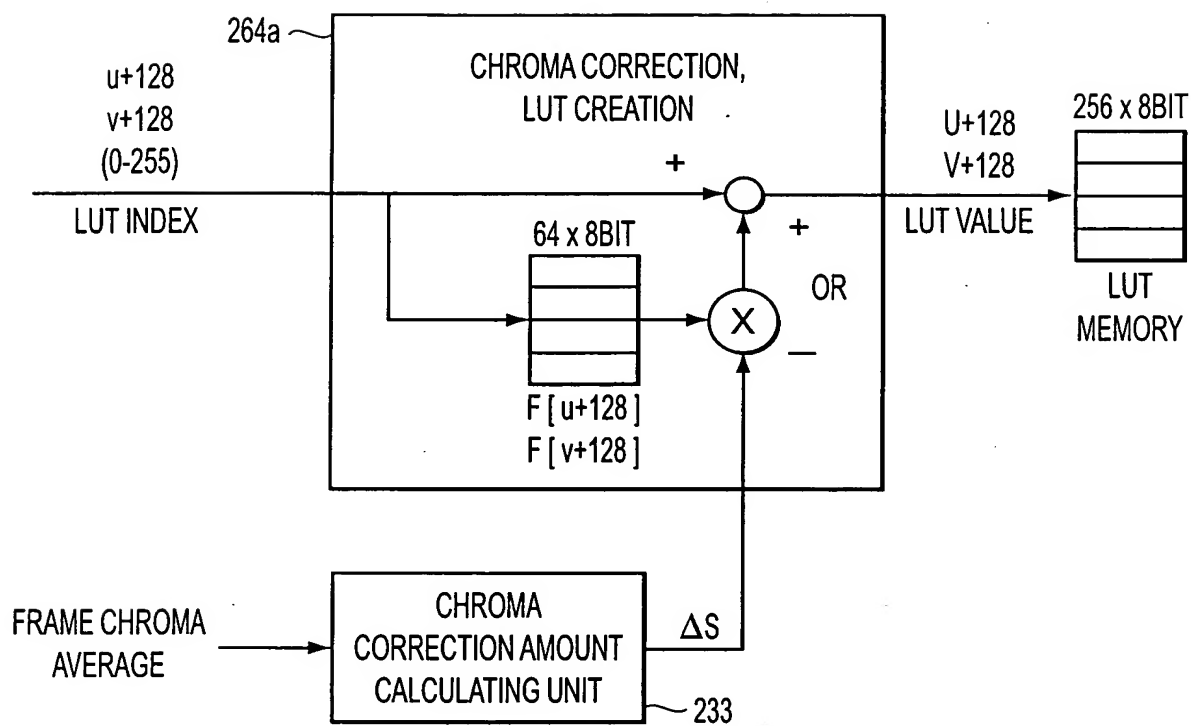 264a
u+128
v+128
(0-255)
LUT INDEX
CHROMA CORRECTION,
LUT CREATION
+
64 x 8BIT
F [ u+128 ]
F [ v+128 ]
X
+
OR
–
U+128
V+128
LUT VALUE
256 x 8BIT
LUT
MEMORY
FRAME CHROMA
AVERAGE
CHROMA
CORRECTION AMOUNT
CALCULATING UNIT
ΔS
233